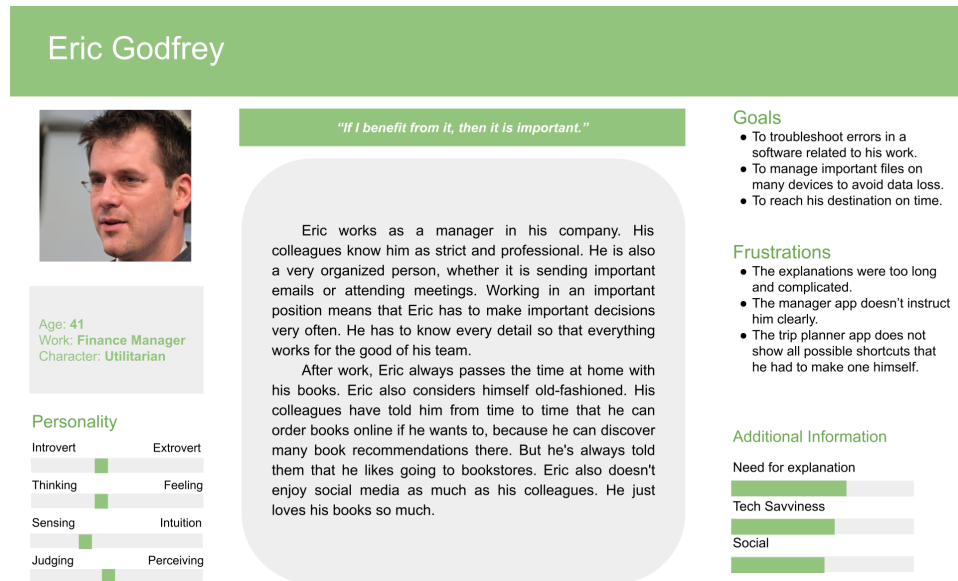 Eric Godfrey
“If I benefit from it, then it is important.”
Age: 41
Work: Finance Manager
Character: Utilitarian
Personality
Introvert Extrovert
Thinking Feeling
Sensing Intuition
Judging Perceiving
Eric works as a manager in his company. His
colleagues know him as strict and professional. He is also
a very organized person, whether it is sending important
emails or attending meetings. Working in an important
position means that Eric has to make important decisions
very often. He has to know every detail so that everything
works for the good of his team.
After work, Eric always passes the time at home with
his books. Eric also considers himself old-fashioned. His
colleagues have told him from time to time that he can
order books online if he wants to, because he can discover
many book recommendations there. But he's always told
them that he likes going to bookstores. Eric also doesn't
enjoy social media as much as his colleagues. He just
loves his books so much.
Goals
● To troubleshoot errors in a
software related to his work.
● To manage important files on
many devices to avoid data loss.
● To reach his destination on time.
Frustrations
● The explanations were too long
and complicated.
● The manager app doesn’t instruct
him clearly.
● The trip planner app does not
show all possible shortcuts that
he had to make one himself.
Additional Information
Need for explanation
Tech Savviness
Social